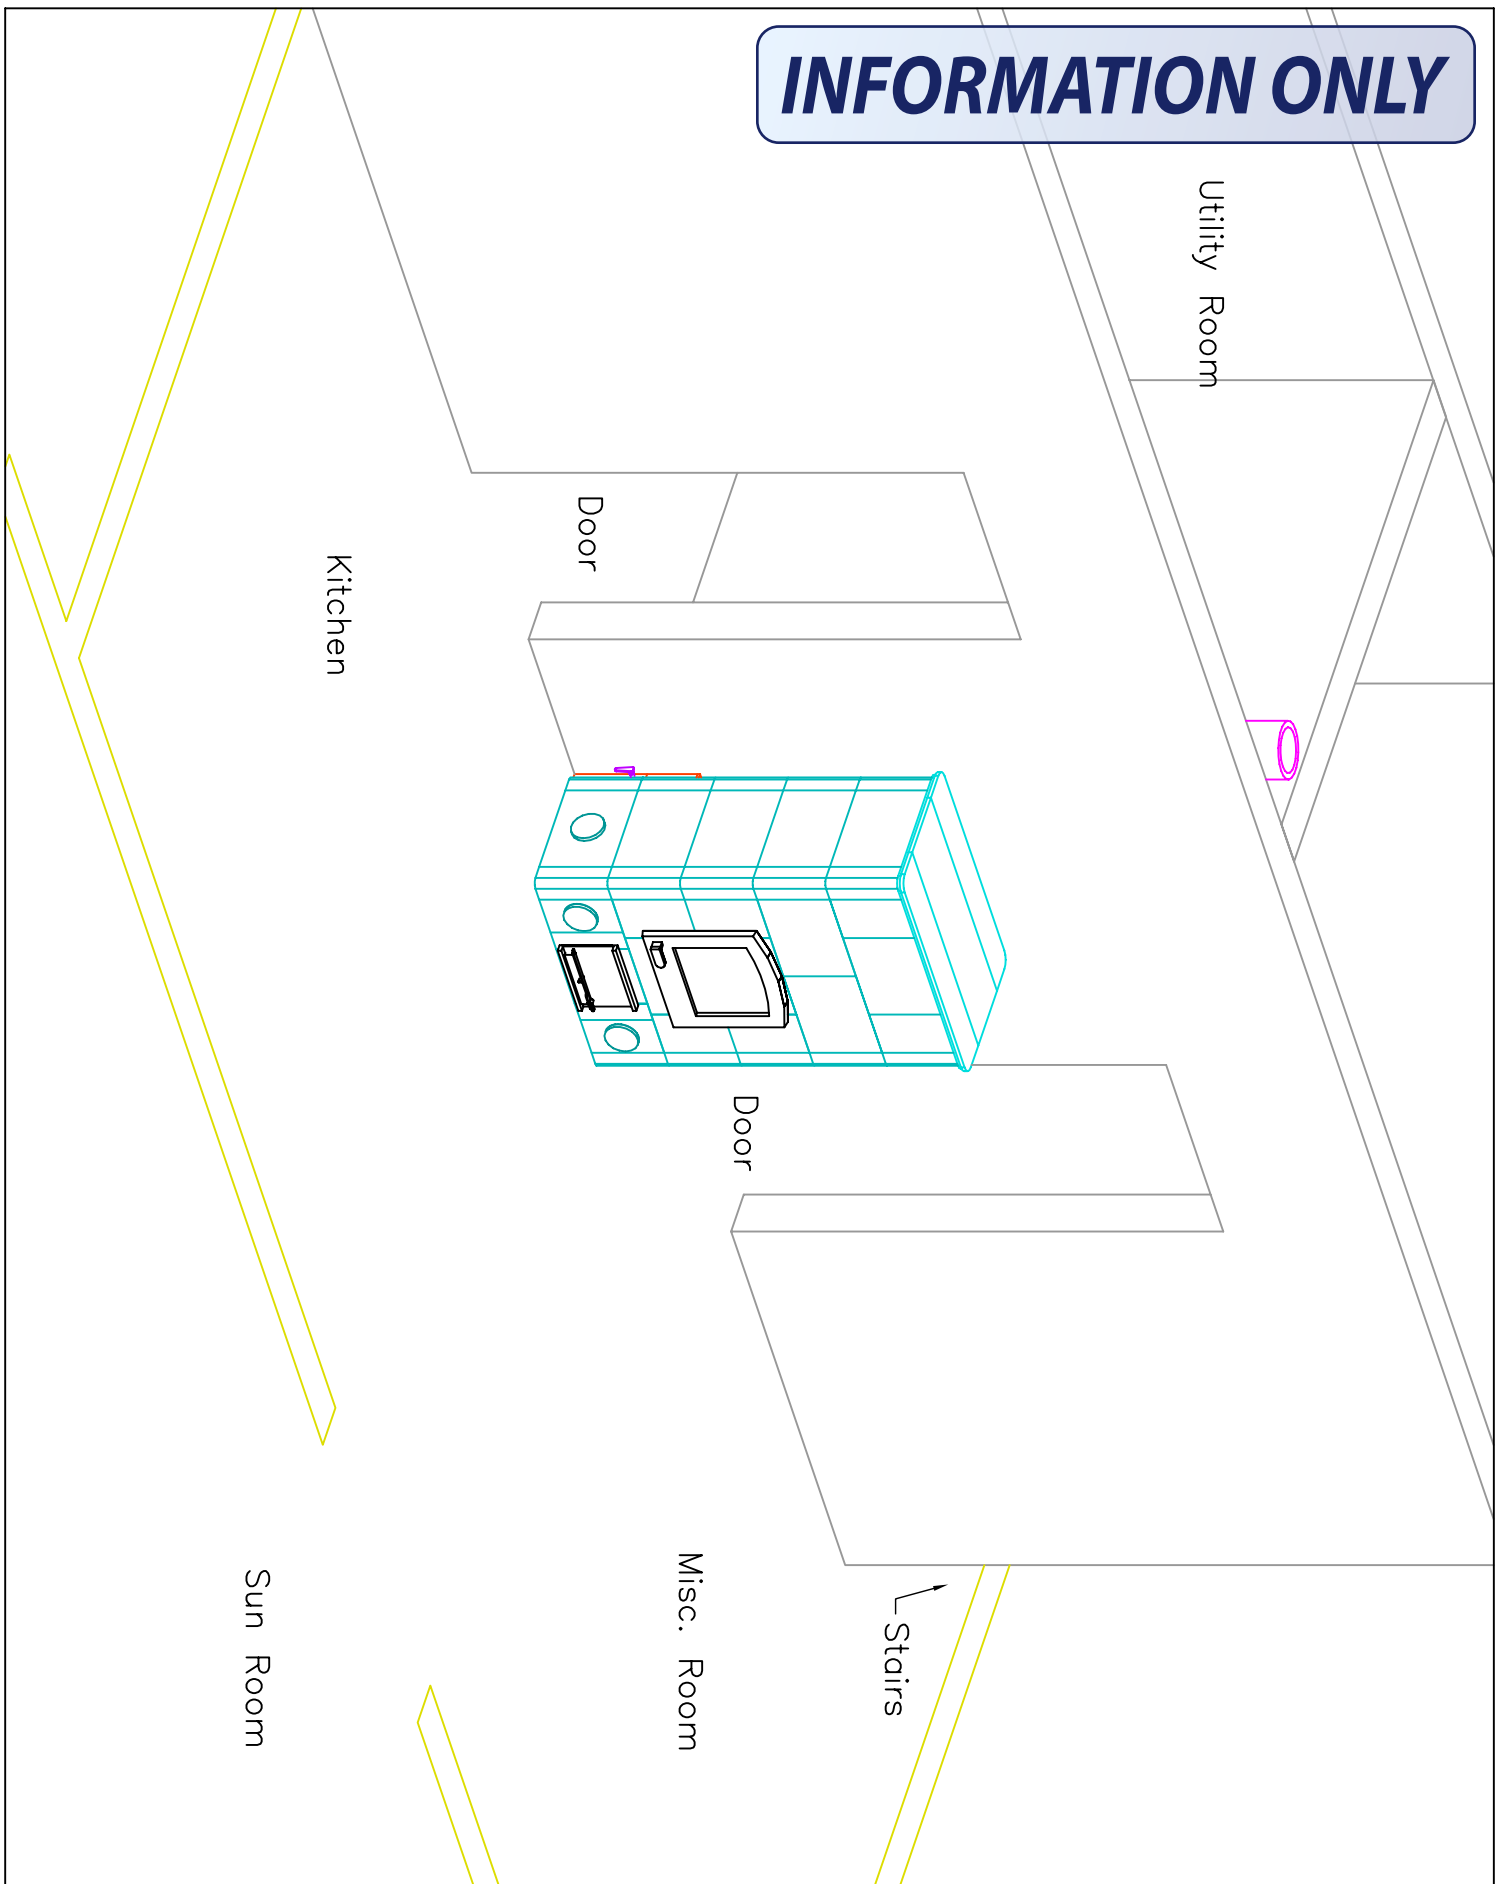 INFORMATION ONLY
Utility Room
Door
Kitchen
Door
Stairs
Misc. Room
Sun Room